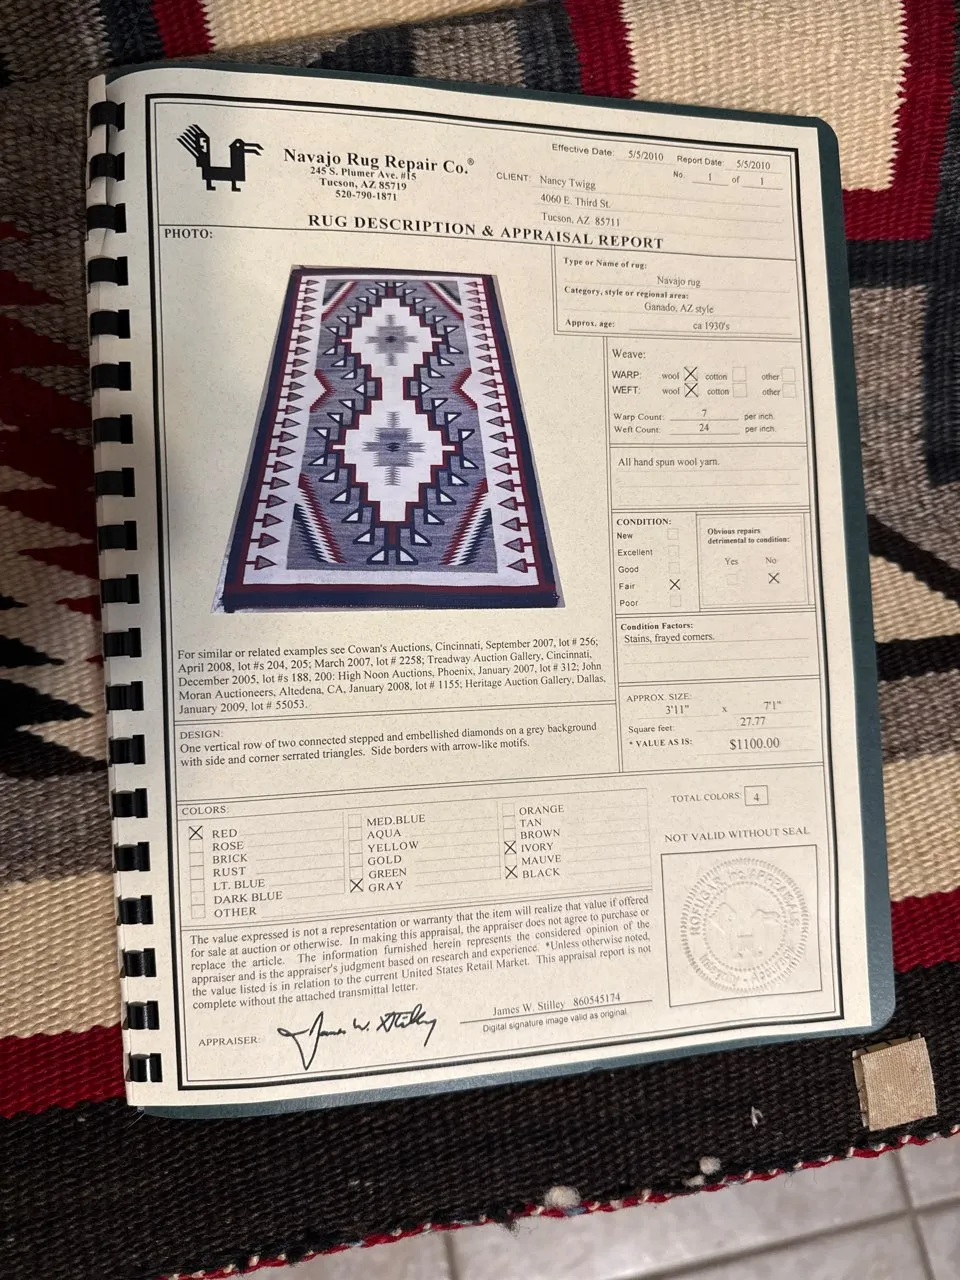 Navajo Rug Repair Co.®
245 S. Plumer Ave. #15
Tucson, AZ 85719
520-790-1871
Effective Date: 5/5/2010 Report Date: 5/5/2010
No. 1 of 1
CLIENT: Nancy Twigg
4060 E. Third St.
Tucson, AZ 85711
RUG DESCRIPTION & APPRAISAL REPORT
PHOTO:
Type or Name of rug:
Navajo rug
Category, style or regional area:
Ganado, AZ style
Approx. age: ca 1930's
Weave:
WARP: wool cotton other
WEFT: wool cotton other
Warp Count: 7 per inch.
Weft Count: 24 per inch.
All hand spun wool yarn.
CONDITION:
New
Excellent
Good
Fair
Poor
Obvious repairs
detrimental to condition:
Yes No
Condition Factors:
Stains, frayed corners.
For similar or related examples see Cowan's Auctions, Cincinnati, September 2007, lot # 256;
April 2008, lot #s 204, 205; March 2007, lot # 2258; Treadway Auction Gallery, Cincinnati,
December 2005, lot #s 188, 200: High Noon Auctions, Phoenix, January 2007, lot # 312; John
Moran Auctioneers, Altedena, CA, January 2008, lot # 1155; Heritage Auction Gallery, Dallas,
January 2009, lot # 55053.
APPROX. SIZE:
3'11" x 7'1"
Square feet 27.77
* VALUE AS IS: $1100.00
DESIGN:
One vertical row of two connected stepped and embellished diamonds on a grey background
with side and corner serrated triangles. Side borders with arrow-like motifs.
COLORS:
RED
ROSE
BRICK
RUST
LT. BLUE
DARK BLUE
OTHER
MED.BLUE
AQUA
YELLOW
GOLD
GREEN
GRAY
ORANGE
TAN
BROWN
IVORY
MAUVE
BLACK
TOTAL COLORS: 4
NOT VALID WITHOUT SEAL
The value expressed is not a representation or warranty that the item will realize that value if offered
for sale at auction or otherwise. In making this appraisal, the appraiser does not agree to purchase or
replace the article. The information furnished herein represents the considered opinion of the
appraiser and is the appraiser's judgment based on research and experience. *Unless otherwise noted,
the value listed is in relation to the current United States Retail Market. This appraisal report is not
complete without the attached transmittal letter.
APPRAISER: James W. Stilley
James W. Stilley 860545174
Digital signature image valid as original